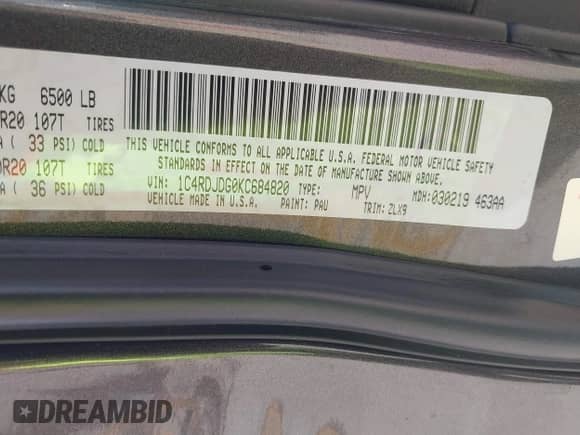 KG 6500 LB
R20 107T TIRES
A ( 33 PSI) COLD
R20 107T TIRES
A ( 36 PSI) COLD
THIS VEHICLE CONFORMS TO ALL APPLICABLE U.S.A. FEDERAL MOTOR VEHICLE SAFETY
STANDARDS IN EFFECT ON THE DATE OF MANUFACTURE SHOWN ABOVE.
VIN: 1C4RDJDG0KC684820 TYPE: MPV MDH: 030219 463AA
VEHICLE MADE IN U.S.A. PAINT: PAU TRIM: ZLX9
DREAMBID